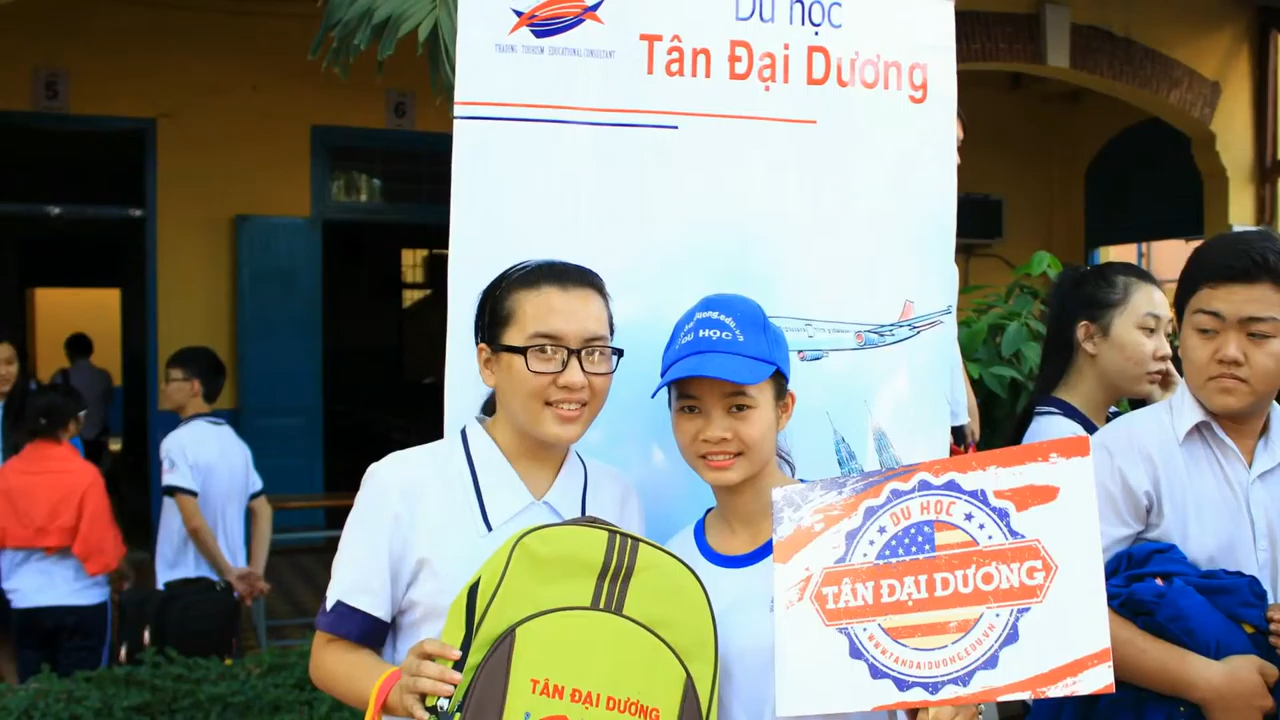 Du học
TRADING TOURISM EDUCATIONAL CONSULTANT
Tân Đại Dương
5
6
DU HỌC
DU HỌC
TÂN ĐẠI DƯƠNG
WWW.TANDAIDUONG.EDU.VN
TÂN ĐẠI DƯƠNG